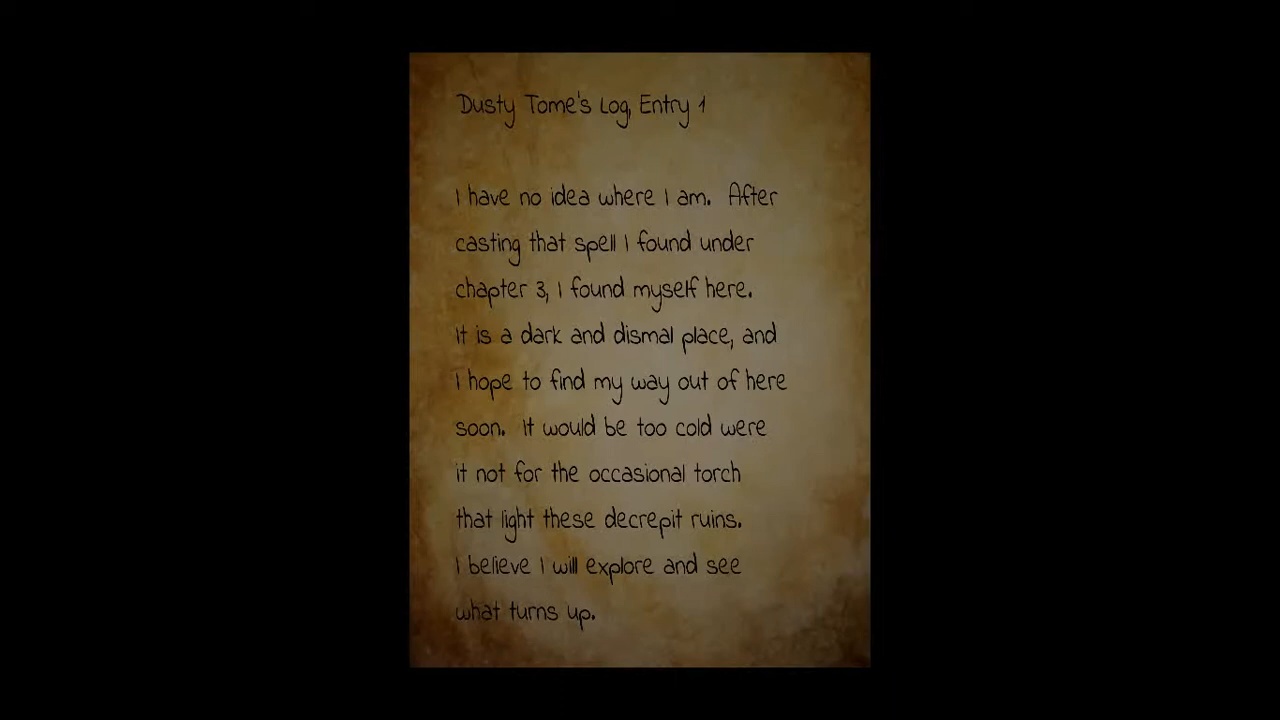 Dusty Tome's Log, Entry 1
I have no idea where I am. After
casting that spell I found under
chapter 3, I found myself here.
It is a dark and dismal place, and
I hope to find my way out of here
soon. It would be too cold were
it not for the occasional torch
that light these decrepit ruins.
I believe I will explore and see
what turns up.